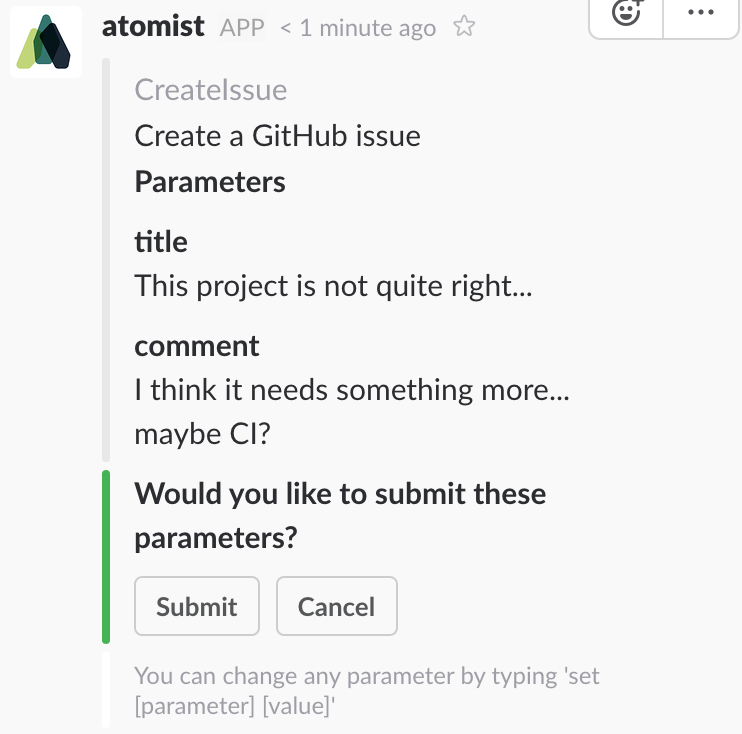 atomist APP < 1 minute ago
CreateIssue
Create a GitHub issue
Parameters
title
This project is not quite right...
comment
I think it needs something more...
maybe CI?
Would you like to submit these
parameters?
Submit Cancel
You can change any parameter by typing 'set
[parameter] [value]'